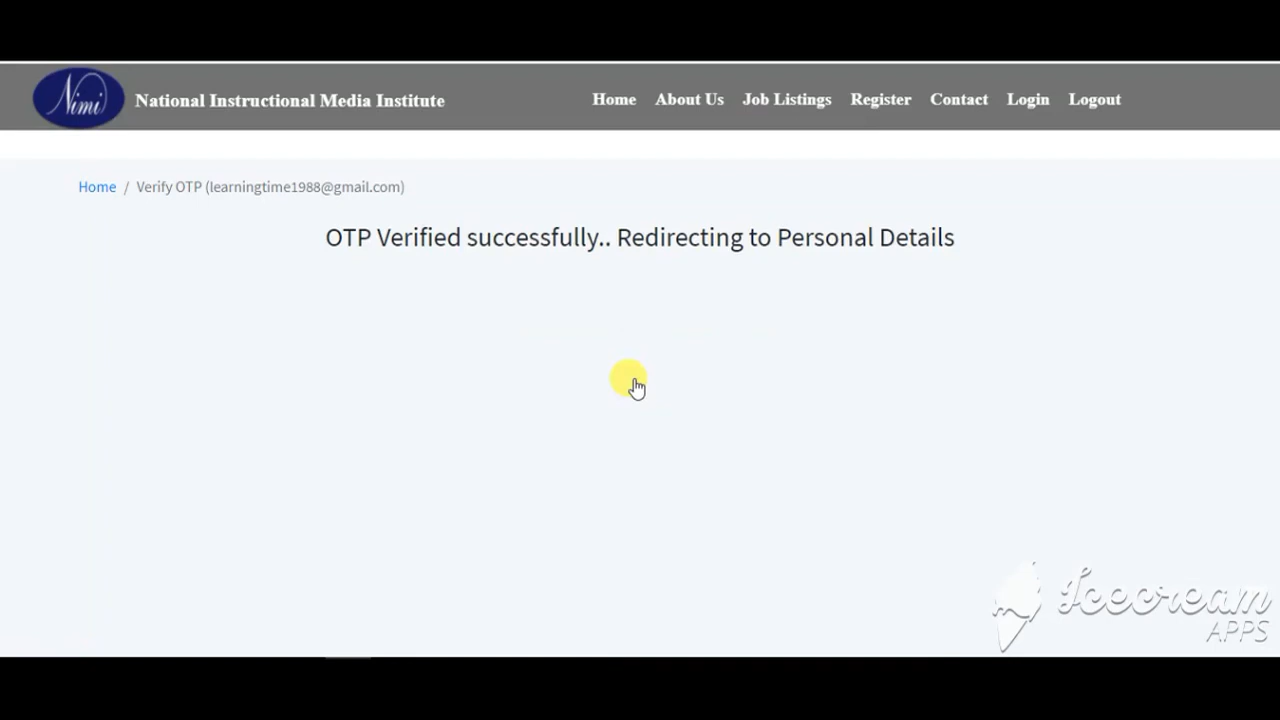 Nimi National Instructional Media Institute Home About Us Job Listings Register Contact Login Logout
Home / Verify OTP (learningtime1988@gmail.com)
OTP Verified successfully.. Redirecting to Personal Details
Icecream
APPS